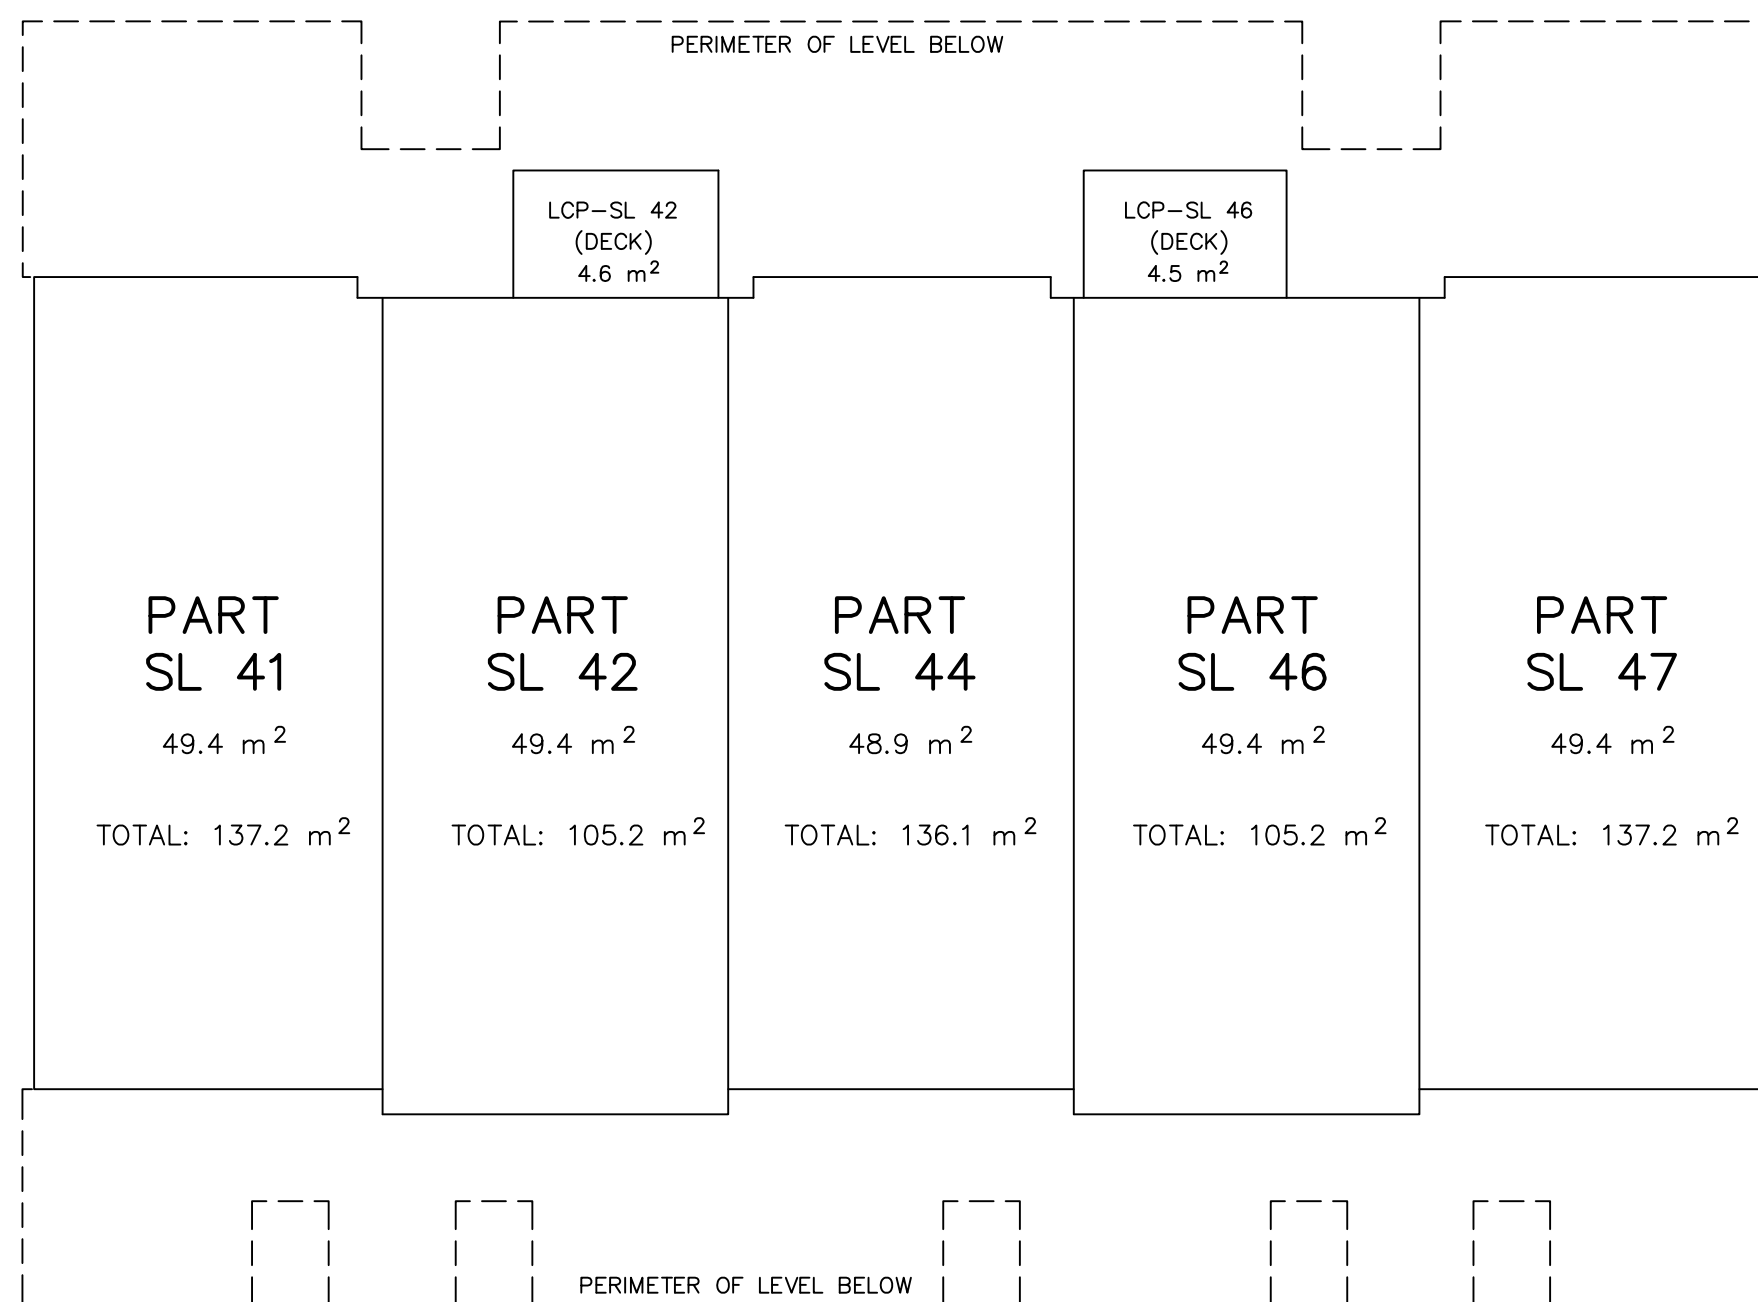 PERIMETER OF LEVEL BELOW
LCP-SL 42
(DECK)
4.6 m²
LCP-SL 46
(DECK)
4.5 m²
PART
SL 41
49.4 m²
TOTAL: 137.2 m²
PART
SL 42
49.4 m²
TOTAL: 105.2 m²
PART
SL 44
48.9 m²
TOTAL: 136.1 m²
PART
SL 46
49.4 m²
TOTAL: 105.2 m²
PART
SL 47
49.4 m²
TOTAL: 137.2 m²
PERIMETER OF LEVEL BELOW